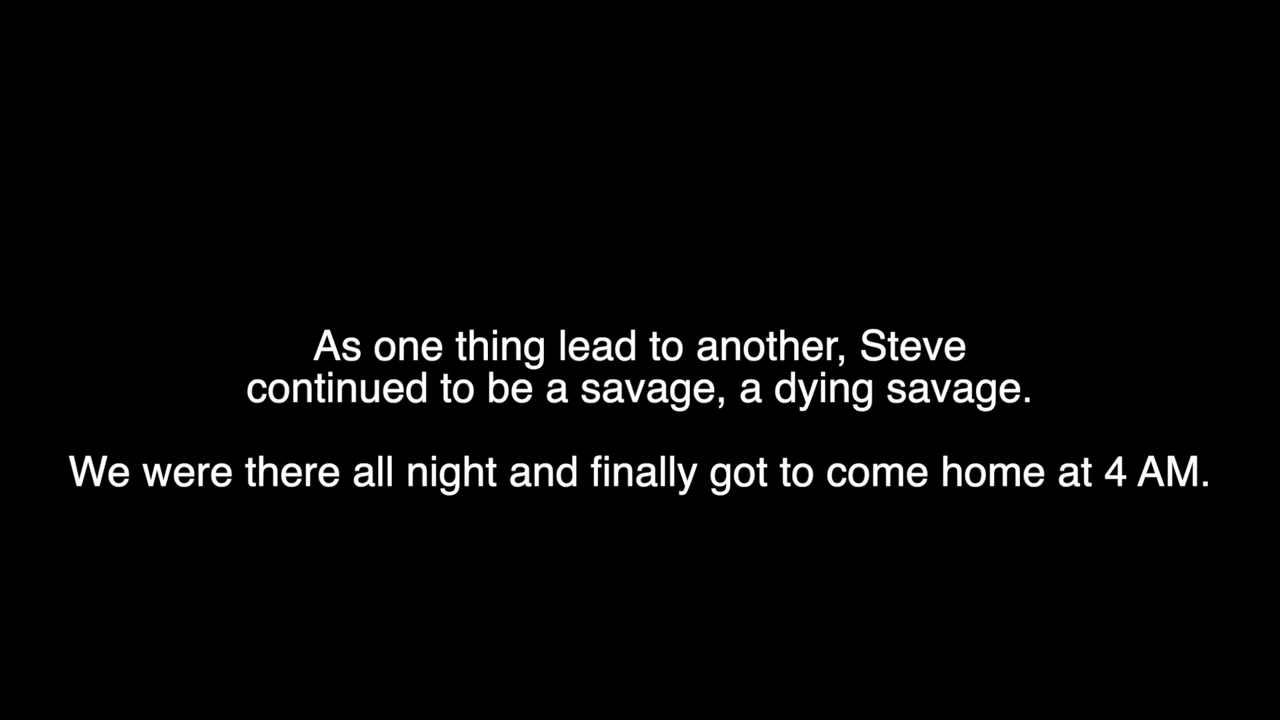 As one thing lead to another, Steve
continued to be a savage, a dying savage.
We were there all night and finally got to come home at 4 AM.